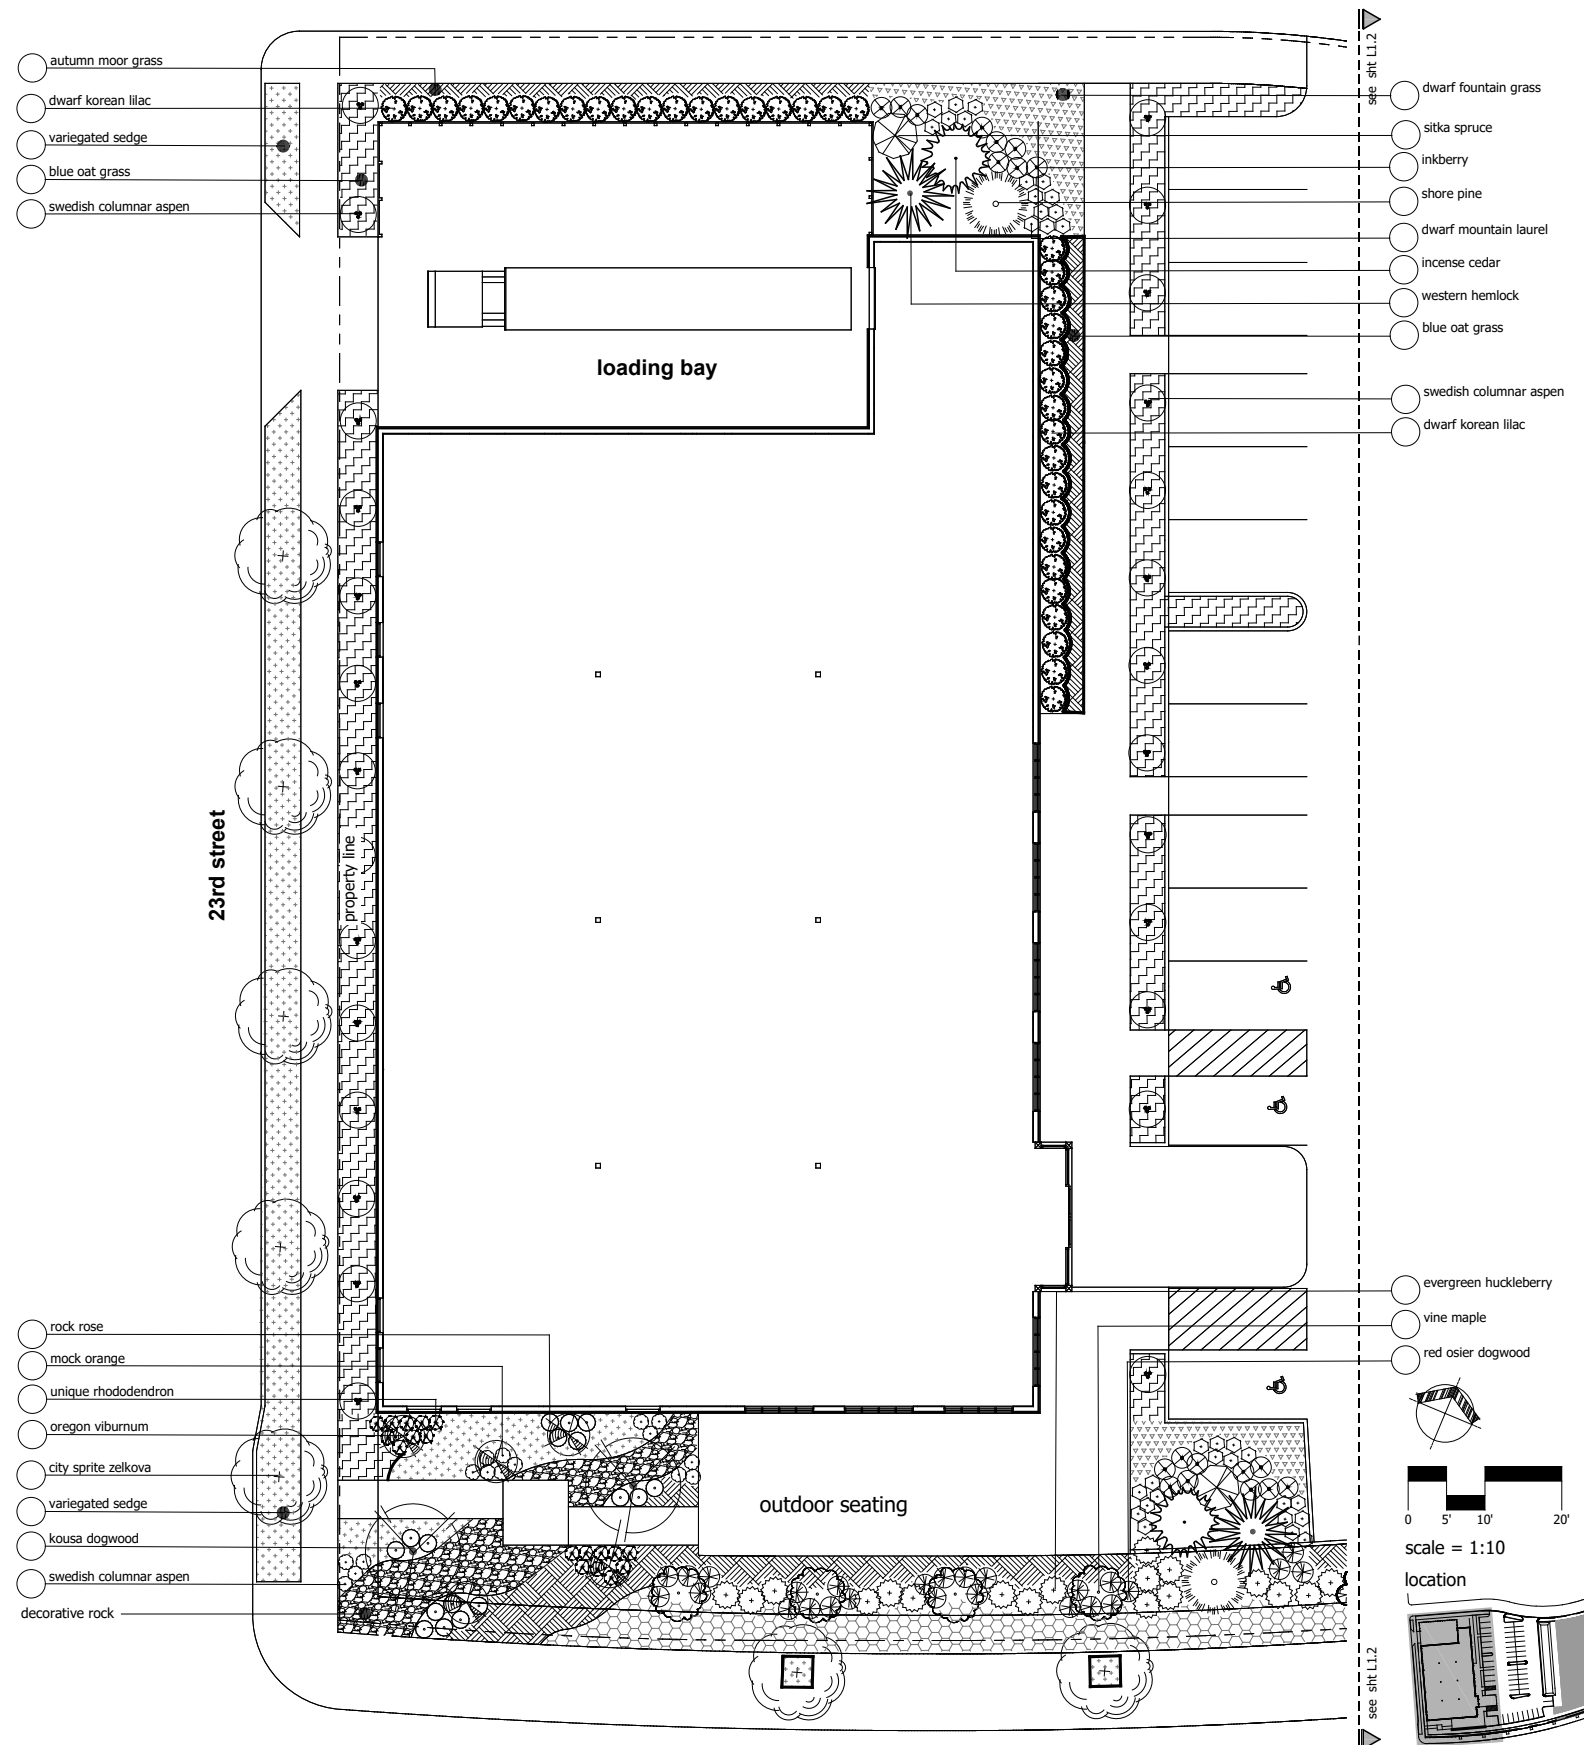 autumn moor grass
dwarf korean lilac
variegated sedge
blue oat grass
swedish columnar aspen
see sht L1.2
dwarf fountain grass
sitka spruce
inkberry
shore pine
dwarf mountain laurel
incense cedar
western hemlock
blue oat grass
swedish columnar aspen
dwarf korean lilac
loading bay
23rd street
property line
rock rose
mock orange
unique rhododendron
oregon viburnum
city sprite zelkova
variegated sedge
kousa dogwood
swedish columnar aspen
decorative rock
outdoor seating
evergreen huckleberry
vine maple
red osier dogwood
0 5' 10' 20'
scale = 1:10
location
see sht L1.2